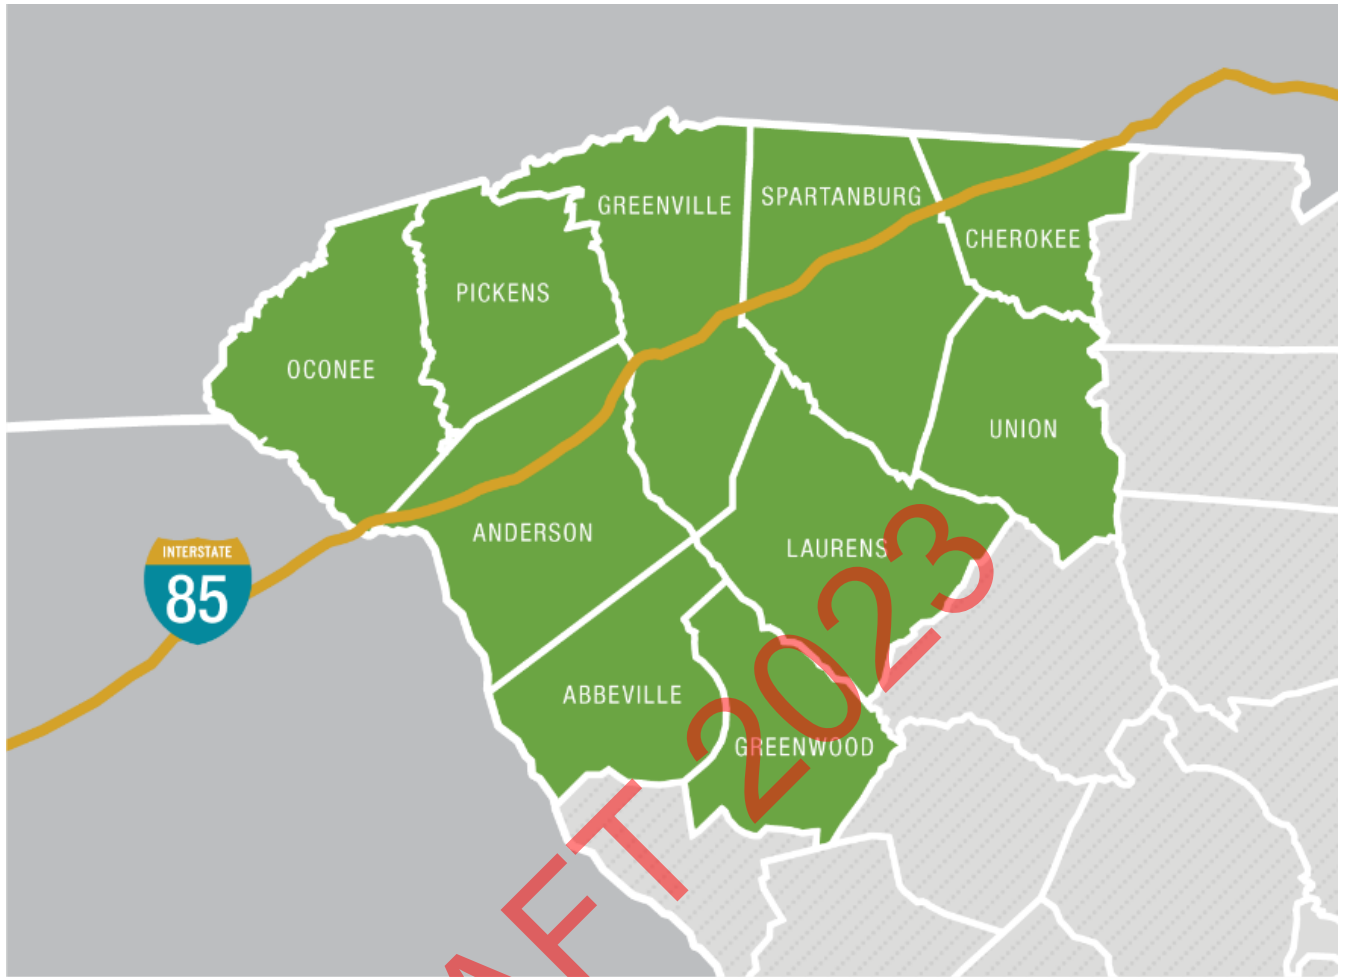 GREENVILLE
SPARTANBURG
CHEROKEE
PICKENS
OCONEE
UNION
ANDERSON
LAURENS
INTERSTATE
85
ABBEVILLE
GREENWOOD
AFT 2023